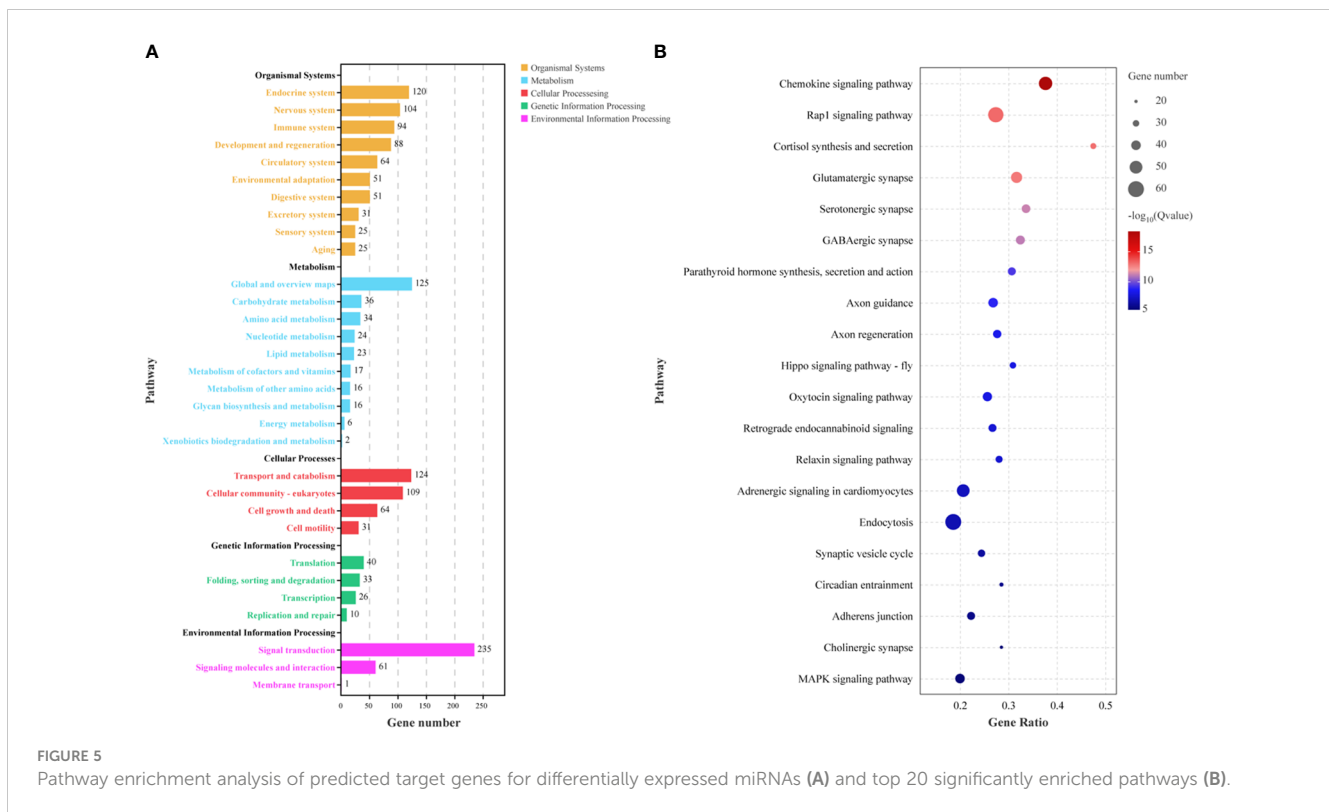 A
Organismal Systems
Endocrine system 120
Nervous system 104
Immune system 94
Development and regeneration 88
Circulatory system 64
Environmental adaptation 51
Digestive system 51
Excretory system 31
Sensory system 25
Aging 25
Metabolism
Global and overview maps 125
Carbohydrate metabolism 36
Amino acid metabolism 34
Nucleotide metabolism 24
Lipid metabolism 23
Metabolism of cofactors and vitamins 17
Metabolism of other amino acids 16
Glycan biosynthesis and metabolism 16
Energy metabolism 6
Xenobiotics biodegradation and metabolism 2
Cellular Processes
Transport and catabolism 124
Cellular community - eukaryotes 109
Cell growth and death 64
Cell motility 31
Genetic Information Processing
Translation 40
Folding, sorting and degradation 33
Transcription 26
Replication and repair 10
Environmental Information Processing
Signal transduction 235
Signaling molecules and interaction 61
Membrane transport 1
0 50 100 150 200 250
Gene number
Pathway
Organismal Systems
Metabolism
Cellular Processesing
Genetic Information Processing
Environmental Information Processing
B
Chemokine signaling pathway
Rap1 signaling pathway
Cortisol synthesis and secretion
Glutamatergic synapse
Serotonergic synapse
GABAergic synapse
Parathyroid hormone synthesis, secretion and action
Axon guidance
Axon regeneration
Hippo signaling pathway - fly
Oxytocin signaling pathway
Retrograde endocannabinoid signaling
Relaxin signaling pathway
Adrenergic signaling in cardiomyocytes
Endocytosis
Synaptic vesicle cycle
Circadian entrainment
Adherens junction
Cholinergic synapse
MAPK signaling pathway
0.2 0.3 0.4 0.5
Gene Ratio
Pathway
Gene number
20
30
40
50
60
-log10(Qvalue)
15
10
5
FIGURE 5
Pathway enrichment analysis of predicted target genes for differentially expressed miRNAs (A) and top 20 significantly enriched pathways (B).